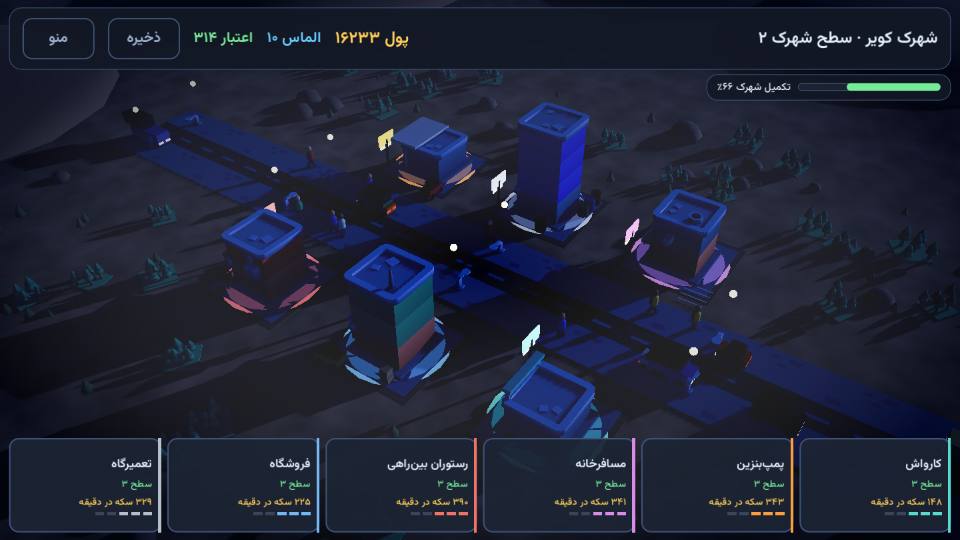 شهرک کویر · سطح شهرک ۲
پول ۱۶۲۳۳
الماس ۱۰
اعتبار ۳۱۴
ذخیره
منو
تکمیل شهرک ۶۶٪
کارواش
سطح ۳
۱۴۸ سکه در دقیقه
پمپ‌بنزین
سطح ۳
۳۴۳ سکه در دقیقه
مسافرخانه
سطح ۳
۳۴۱ سکه در دقیقه
رستوران بین‌راهی
سطح ۳
۳۹۰ سکه در دقیقه
فروشگاه
سطح ۳
۲۲۵ سکه در دقیقه
تعمیرگاه
سطح ۳
۳۲۹ سکه در دقیقه